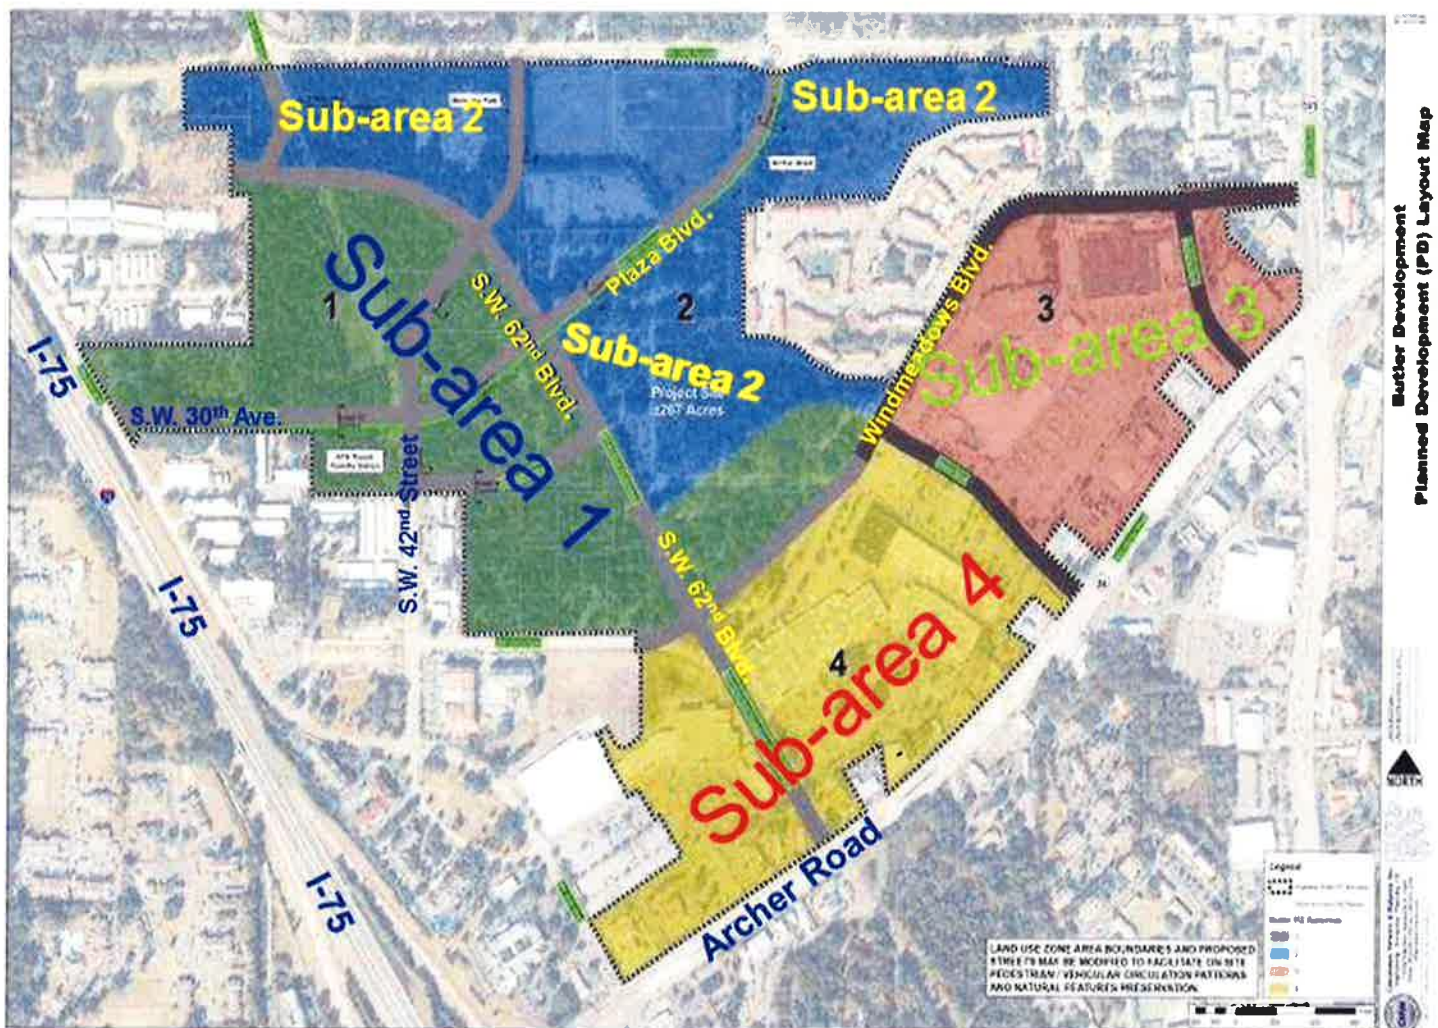 Sub-area 2
Sub-area 2
Plaza Blvd.
1
Sub-area 1
S.W. 62nd Blvd.
2
Sub-area 2
Project Site
±267 Acres
Windmeadows Blvd.
3
Sub-area 3
I-75
S.W. 30th Ave.
S.W. 42nd Street
I-75
S.W. 62nd Blvd.
4
Sub-area 4
I-75
Archer Road
LAND USE ZONE AREA BOUNDARIES AND PROPOSED
STREETS MAY BE MODIFIED TO FACILITATE ON SITE
PEDESTRIAN / VEHICULAR CIRCULATION PATTERNS
AND NATURAL FEATURES PRESERVATION
Legend
Butler Development
Planned Development (PD) Layout Map
NORTH